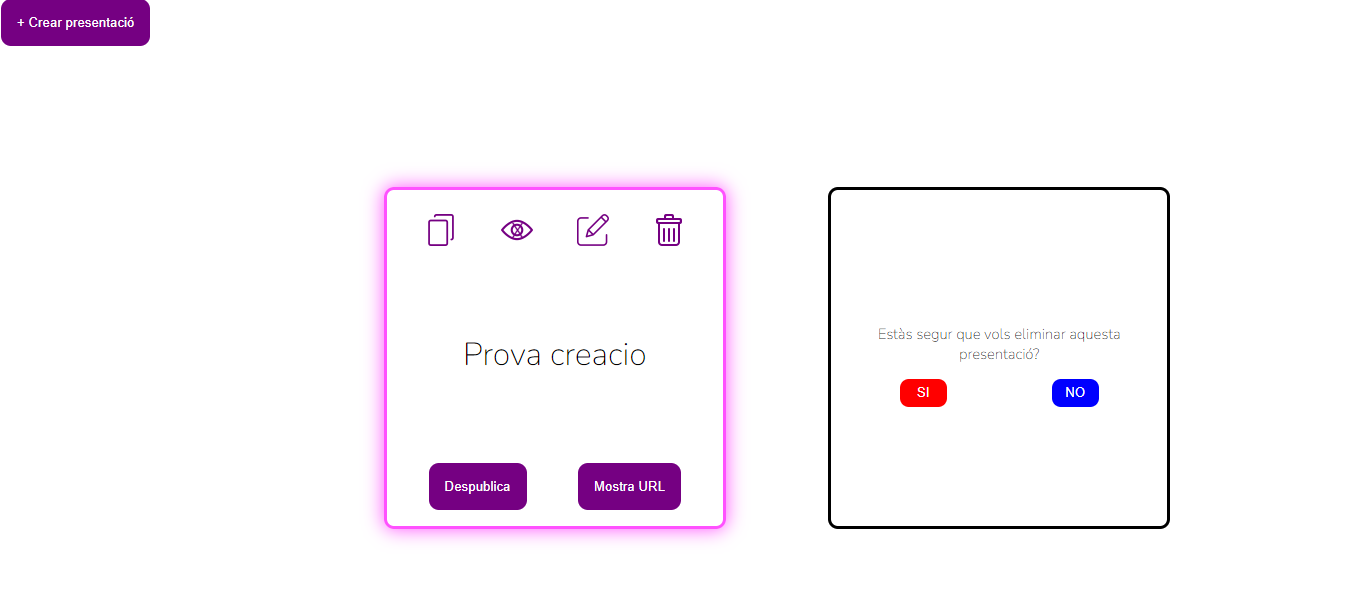 + Crear presentació
Prova creacio
Despublica
Mostra URL
Estàs segur que vols eliminar aquesta
presentació?
SI
NO